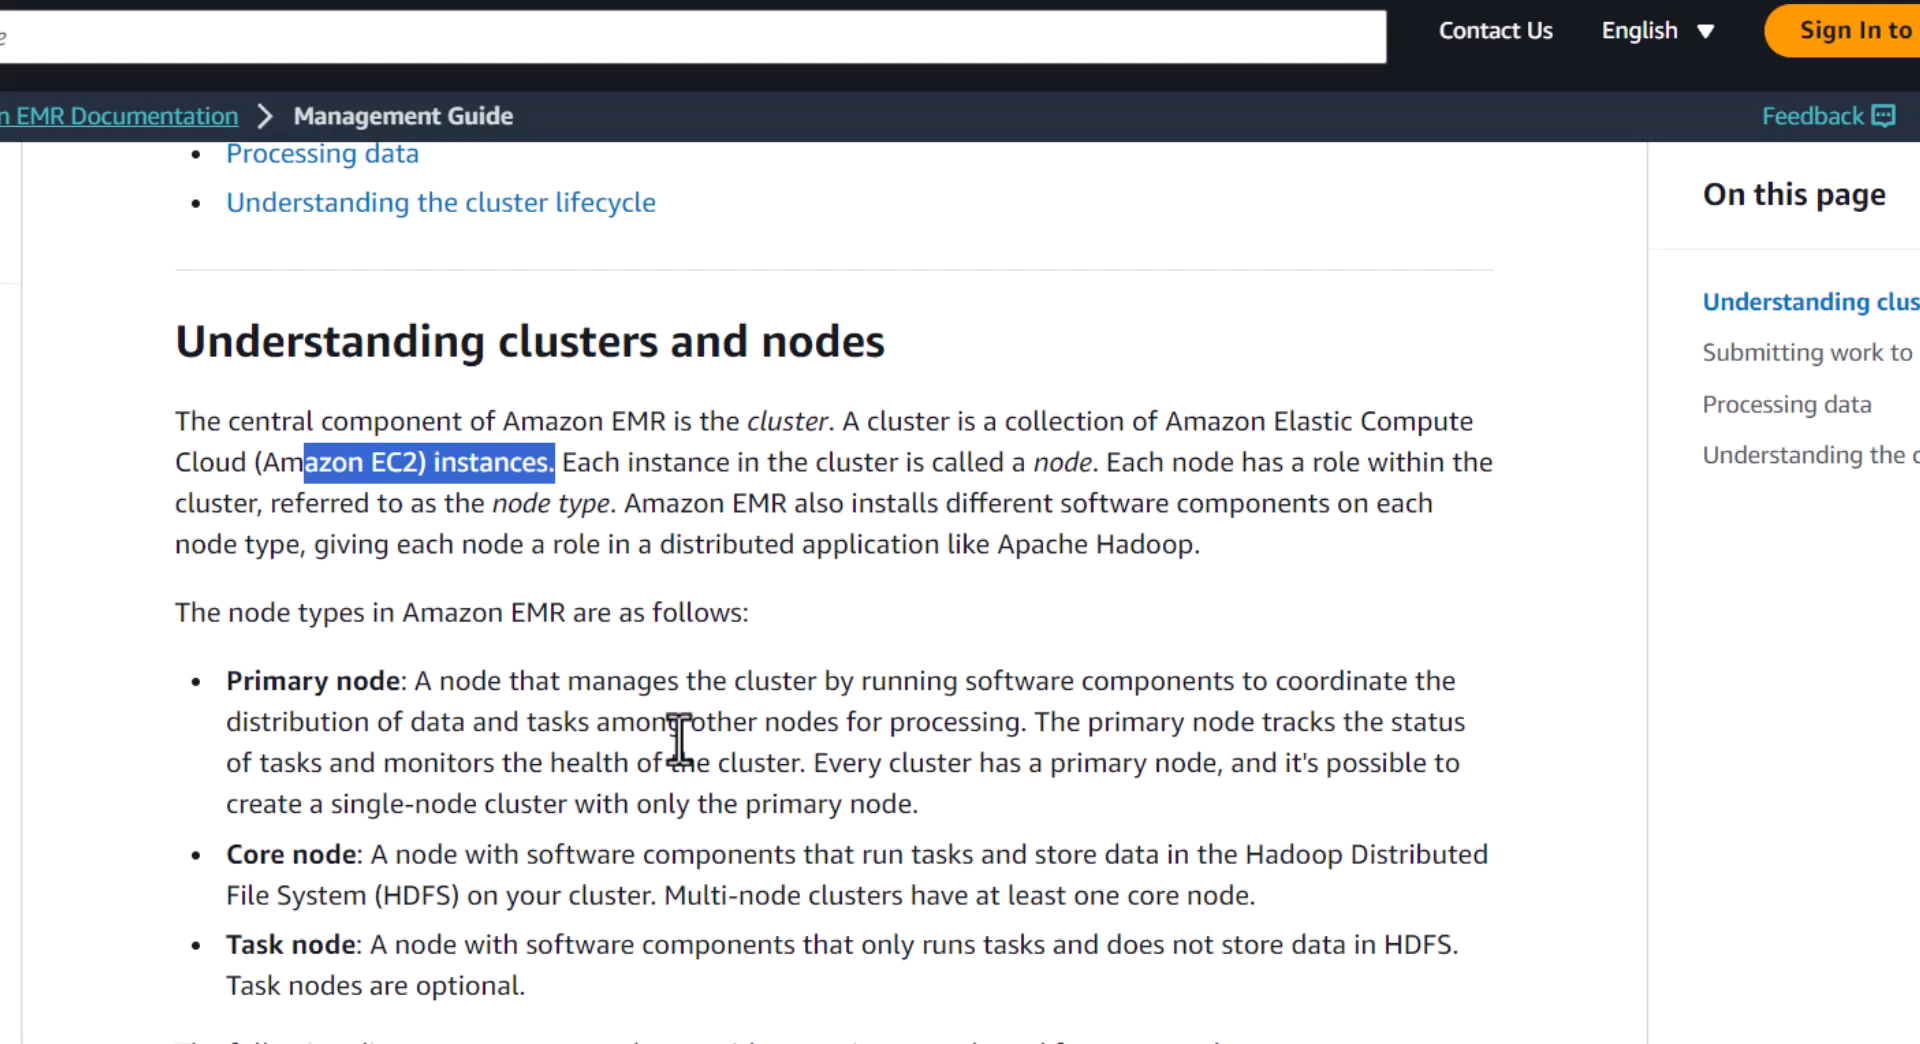 Contact Us
English
Sign In to
EMR Documentation
Management Guide
Feedback
Processing data
Understanding the cluster lifecycle
On this page
Understanding clusters and nodes
The central component of Amazon EMR is the cluster. A cluster is a collection of Amazon Elastic Compute
Cloud (Amazon EC2) instances. Each instance in the cluster is called a node. Each node has a role within the
cluster, referred to as the node type. Amazon EMR also installs different software components on each
node type, giving each node a role in a distributed application like Apache Hadoop.
The node types in Amazon EMR are as follows:
• Primary node: A node that manages the cluster by running software components to coordinate the
distribution of data and tasks among other nodes for processing. The primary node tracks the status
of tasks and monitors the health of the cluster. Every cluster has a primary node, and it's possible to
create a single-node cluster with only the primary node.
• Core node: A node with software components that run tasks and store data in the Hadoop Distributed
File System (HDFS) on your cluster. Multi-node clusters have at least one core node.
• Task node: A node with software components that only runs tasks and does not store data in HDFS.
Task nodes are optional.
Understanding clus
Submitting work to
Processing data
Understanding the